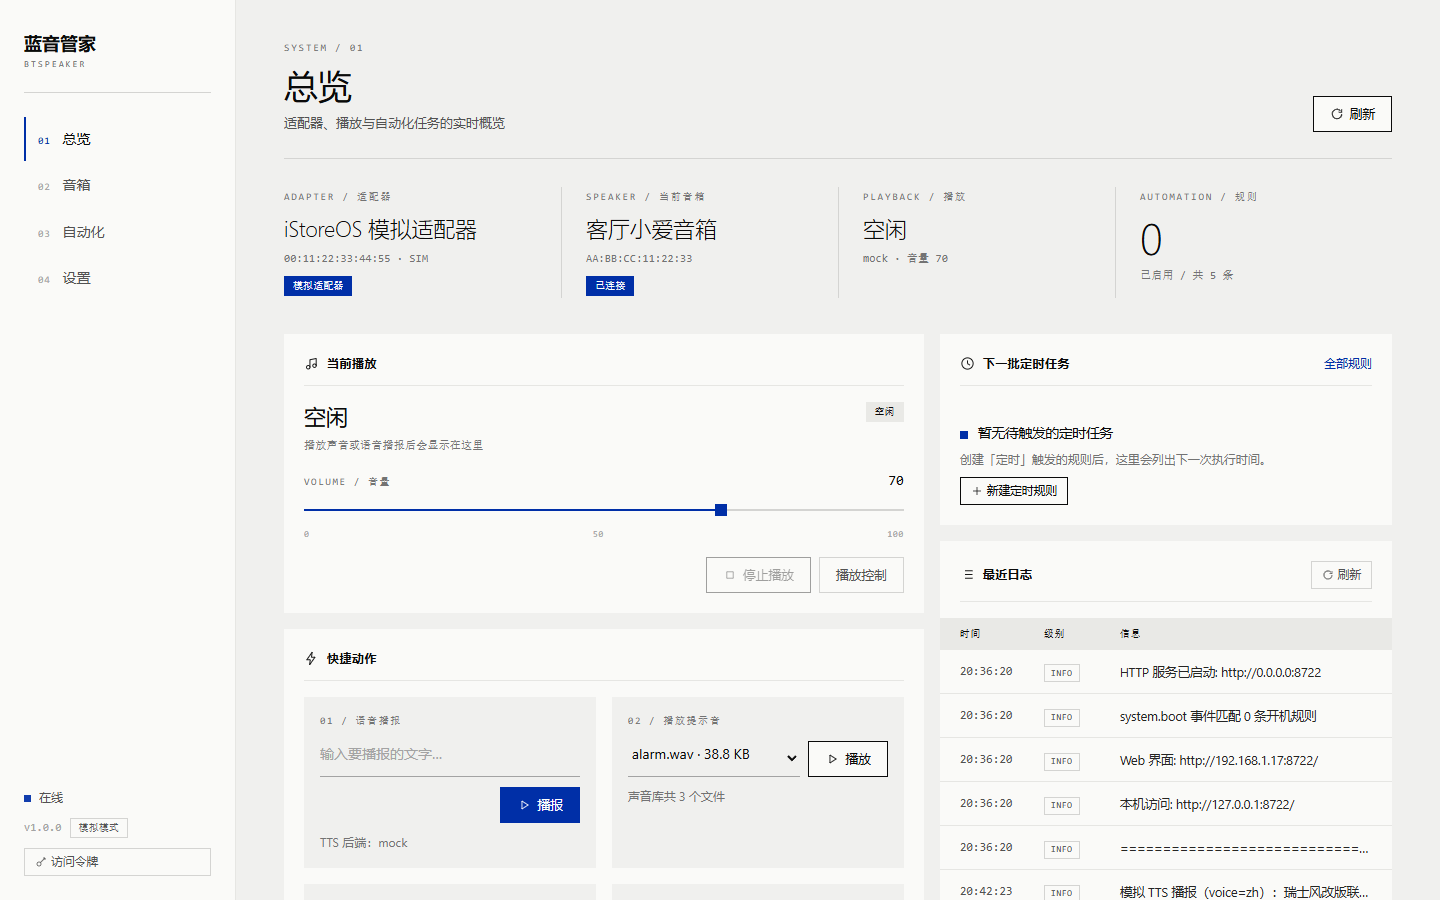 蓝音管家
BTSPEAKER
01 总览
02 音箱
03 自动化
04 设置
在线
v1.0.0 模拟模式
访问令牌
SYSTEM / 01
总览
适配器、播放与自动化任务的实时概览
刷新
ADAPTER / 适配器
iStoreOS 模拟适配器
00:11:22:33:44:55 · SIM
模拟适配器
SPEAKER / 当前音箱
客厅小爱音箱
AA:BB:CC:11:22:33
已连接
PLAYBACK / 播放
空闲
mock · 音量 70
AUTOMATION / 规则
0
已启用 / 共 5 条
当前播放
空闲
空闲
播放声音或语音播报后会显示在这里
VOLUME / 音量 70
0 50 100
停止播放 播放控制
快捷动作
01 / 语音播报
输入要播报的文字...
播报
TTS 后端：mock
02 / 播放提示音
alarm.wav · 38.8 KB 播放
声音库共 3 个文件
下一批定时任务 全部规则
暂无待触发的定时任务
创建「定时」触发的规则后，这里会列出下一次执行时间。
+ 新建定时规则
最近日志 刷新
时间 级别 信息
20:36:20 INFO HTTP 服务已启动: http://0.0.0.0:8722
20:36:20 INFO system.boot 事件匹配 0 条开机规则
20:36:20 INFO Web 界面: http://192.168.1.17:8722/
20:36:20 INFO 本机访问: http://127.0.0.1:8722/
20:36:20 INFO ============================...
20:42:23 INFO 模拟 TTS 播报（voice=zh）：瑞士风改版联...